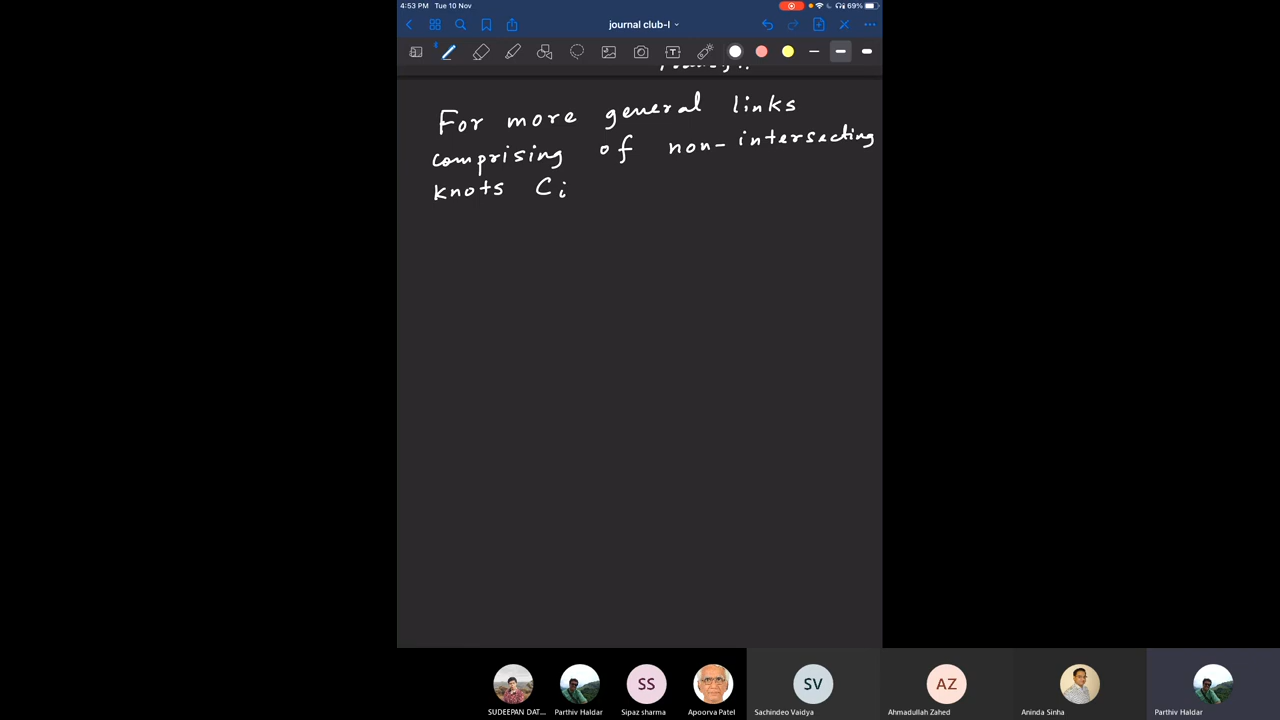 4:53 PM Tue 10 Nov
69%
journal club-I
For more general links
comprising of non-intersecting
knots Ci
SS
SV
AZ
SUDEEPAN DAT...
Parthiv Haldar
Sipaz sharma
Apoorva Patel
Sachindeo Vaidya
Ahmadullah Zahed
Aninda Sinha
Parthiv Haldar